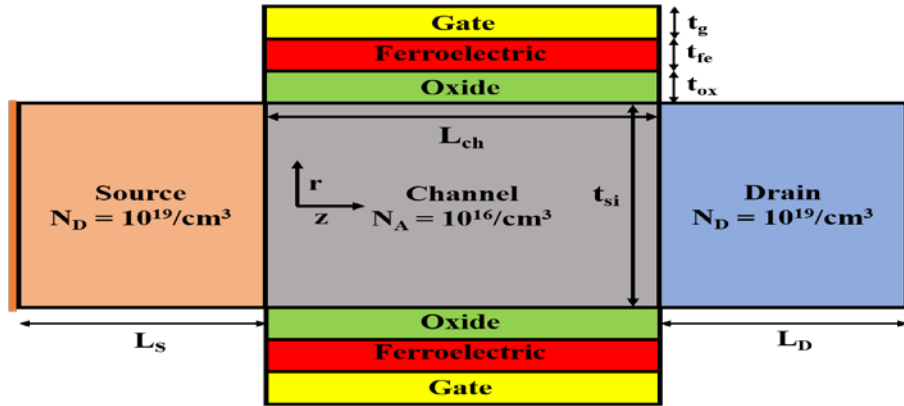 Gate
t_g
Ferroelectric
t_fe
Oxide
t_ox
L_ch
Source
N_D = 10¹⁹/cm³
r
z
Channel
N_A = 10¹⁶/cm³
t_si
Drain
N_D = 10¹⁹/cm³
L_S
Oxide
L_D
Ferroelectric
Gate